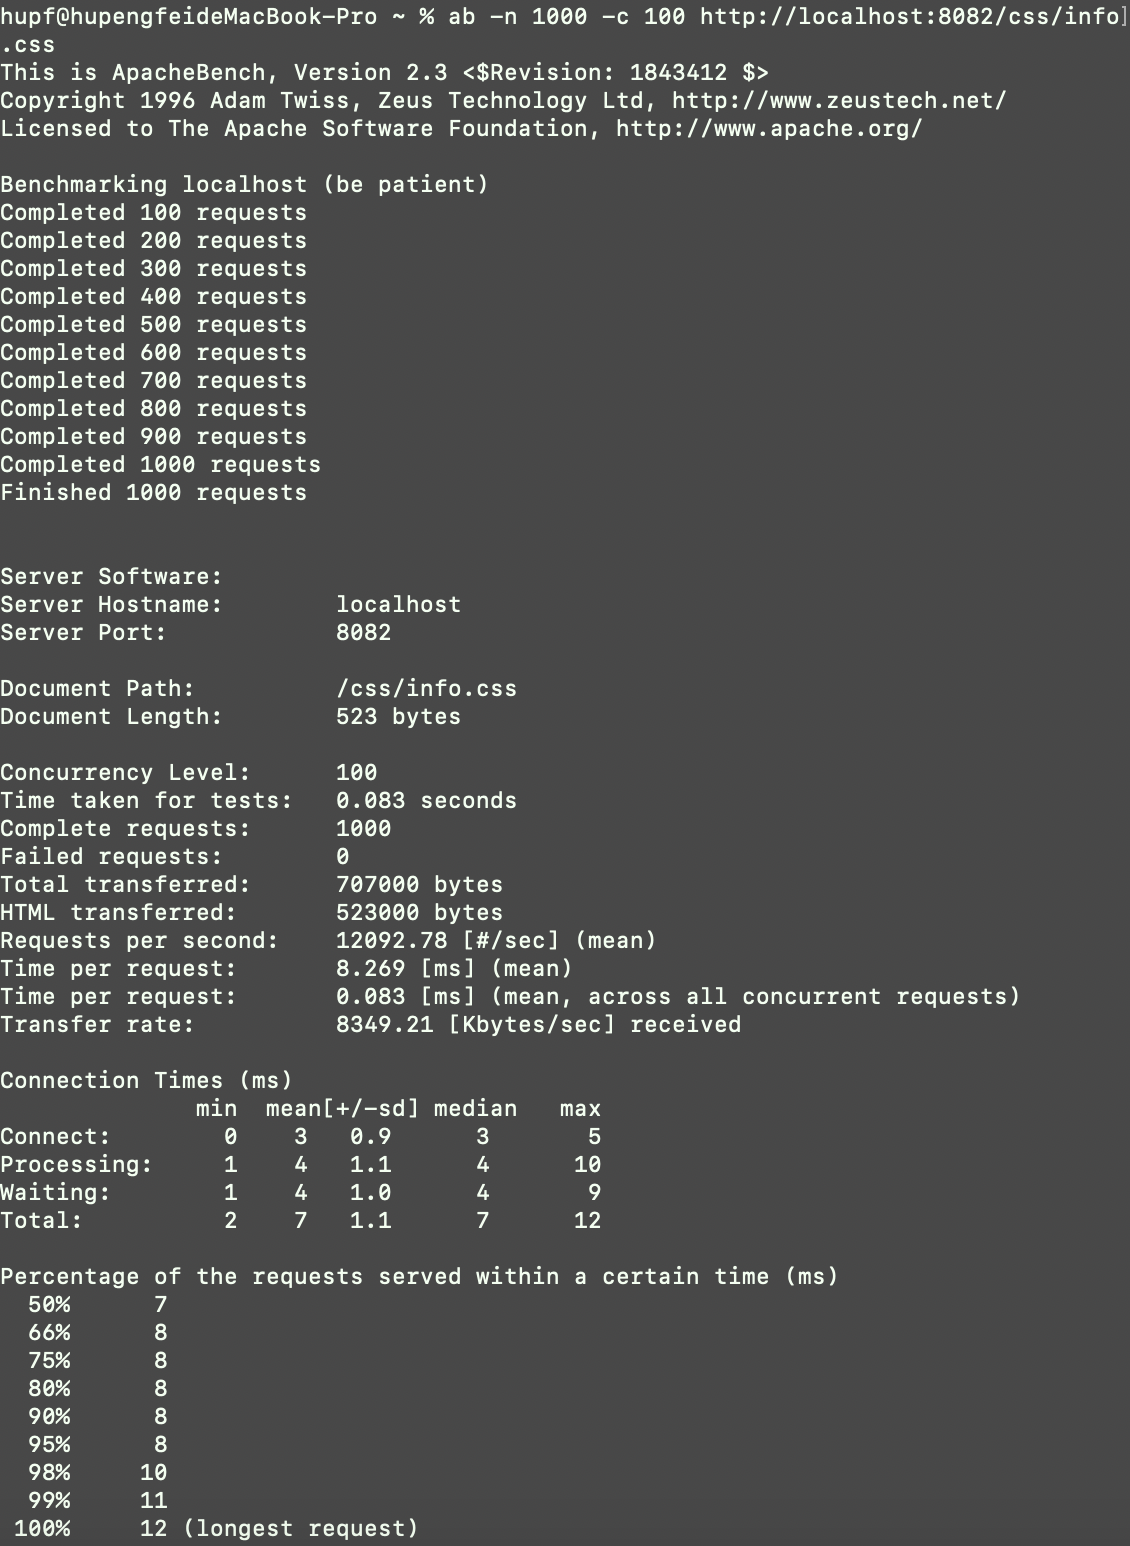 hupf@hupengfeideMacBook-Pro ~ % ab -n 1000 -c 100 http://localhost:8082/css/info]
.css
This is ApacheBench, Version 2.3 <$Revision: 1843412 $>
Copyright 1996 Adam Twiss, Zeus Technology Ltd, http://www.zeustech.net/
Licensed to The Apache Software Foundation, http://www.apache.org/

Benchmarking localhost (be patient)
Completed 100 requests
Completed 200 requests
Completed 300 requests
Completed 400 requests
Completed 500 requests
Completed 600 requests
Completed 700 requests
Completed 800 requests
Completed 900 requests
Completed 1000 requests
Finished 1000 requests


Server Software:
Server Hostname:        localhost
Server Port:            8082

Document Path:          /css/info.css
Document Length:        523 bytes

Concurrency Level:      100
Time taken for tests:   0.083 seconds
Complete requests:      1000
Failed requests:        0
Total transferred:      707000 bytes
HTML transferred:       523000 bytes
Requests per second:    12092.78 [#/sec] (mean)
Time per request:       8.269 [ms] (mean)
Time per request:       0.083 [ms] (mean, across all concurrent requests)
Transfer rate:          8349.21 [Kbytes/sec] received

Connection Times (ms)
              min  mean[+/-sd] median   max
Connect:        0    3   0.9      3       5
Processing:     1    4   1.1      4      10
Waiting:        1    4   1.0      4       9
Total:          2    7   1.1      7      12

Percentage of the requests served within a certain time (ms)
  50%      7
  66%      8
  75%      8
  80%      8
  90%      8
  95%      8
  98%     10
  99%     11
 100%     12 (longest request)